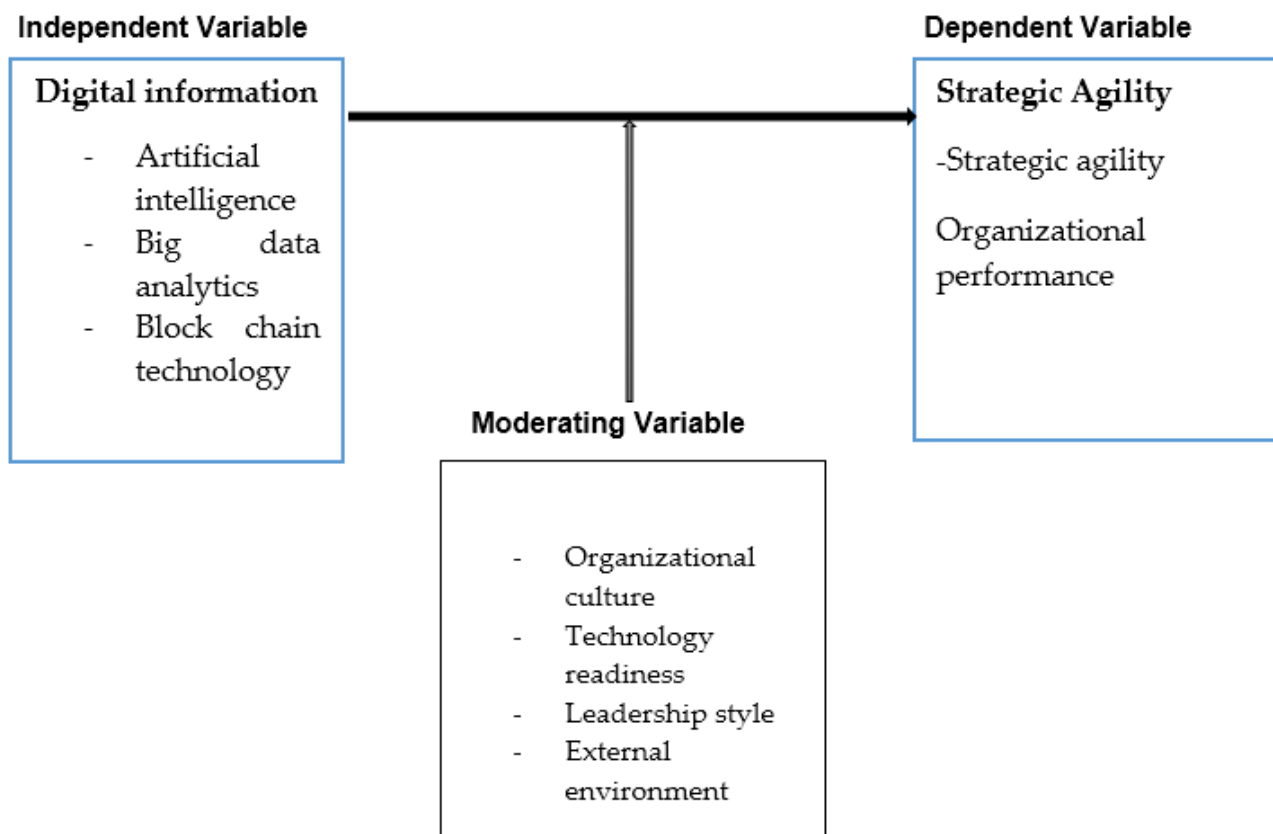 Independent Variable
Digital information
- Artificial
intelligence
- Big data
analytics
- Block chain
technology
Dependent Variable
Strategic Agility
-Strategic agility
Organizational
performance
Moderating Variable
- Organizational
culture
- Technology
readiness
- Leadership style
- External
environment